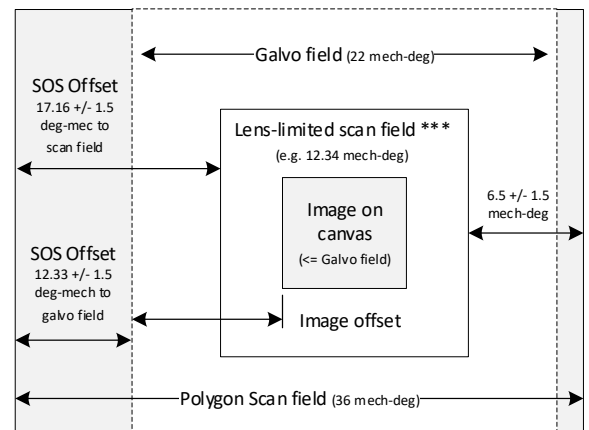 Galvo field (22 mech-deg)
SOS Offset
17.16 +/- 1.5
deg-mec to
scan field
Lens-limited scan field ***
(e.g. 12.34 mech-deg)
6.5 +/- 1.5
mech-deg
Image on
canvas
(<= Galvo field)
SOS Offset
12.33 +/- 1.5
deg-mech to
galvo field
Image offset
Polygon Scan field (36 mech-deg)